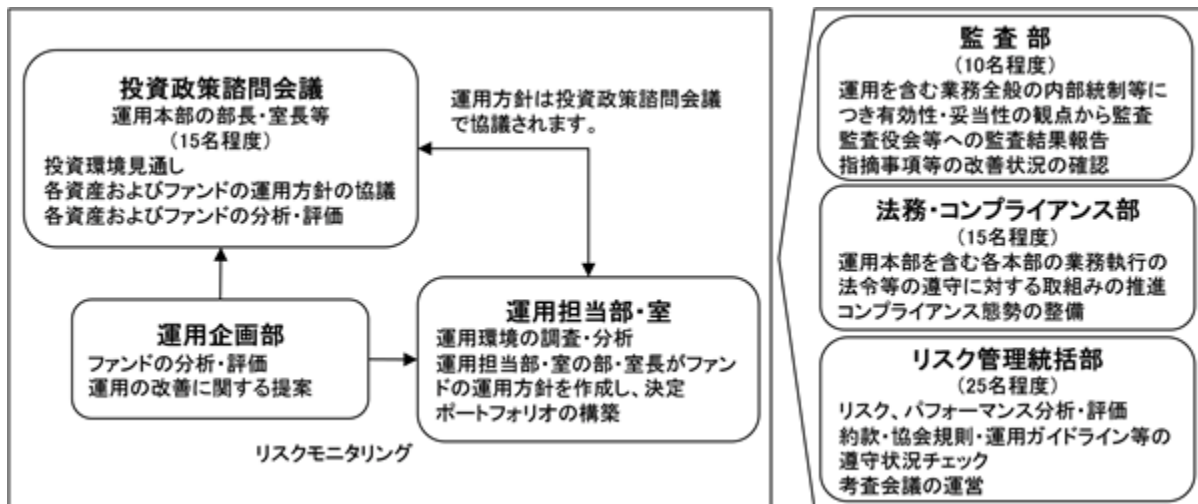 投資政策諮問会議
運用本部の部長・室長等
(15名程度)
投資環境見通し
各資産およびファンドの運用方針の協議
各資産およびファンドの分析・評価
運用方針は投資政策諮問会議
で協議されます。
運用企画部
ファンドの分析・評価
運用の改善に関する提案
運用担当部・室
運用環境の調査・分析
運用担当部・室の部・室長がファン
ドの運用方針を作成し、決定
ポートフォリオの構築
リスクモニタリング
監 査 部
(10名程度)
運用を含む業務全般の内部統制等に
つき有効性・妥当性の観点から監査
監査役会等への監査結果報告
指摘事項等の改善状況の確認
法務・コンプライアンス部
(15名程度)
運用本部を含む各本部の業務執行の
法令等の遵守に対する取組みの推進
コンプライアンス態勢の整備
リスク管理統括部
(25名程度)
リスク、パフォーマンス分析・評価
約款・協会規則・運用ガイドライン等の
遵守状況チェック
考査会議の運営